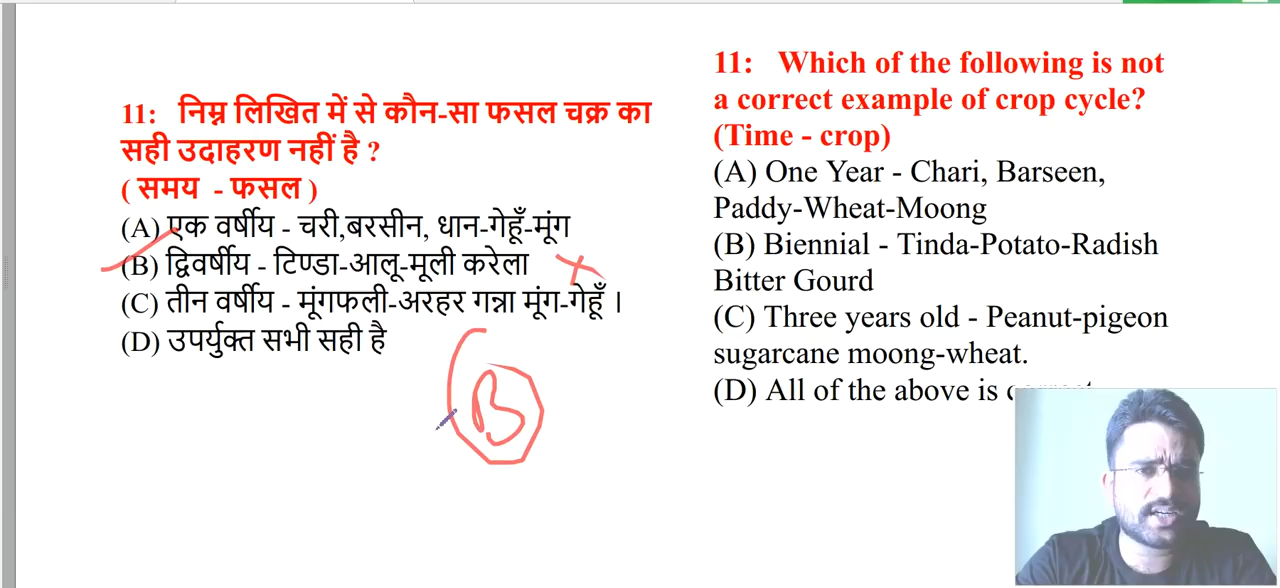 11: निम्न लिखित में से कौन-सा फसल चक्र का
सही उदाहरण नहीं है ?
( समय - फसल )
(A) एक वर्षीय - चरी,बरसीन, धान-गेहूँ-मूंग
(B) द्विवर्षीय - टिण्डा-आलू-मूली करेला
(C) तीन वर्षीय - मूंगफली-अरहर गन्ना मूंग-गेहूँ ।
(D) उपर्युक्त सभी सही है
B
11: Which of the following is not
a correct example of crop cycle?
(Time - crop)
(A) One Year - Chari, Barseen,
Paddy-Wheat-Moong
(B) Biennial - Tinda-Potato-Radish
Bitter Gourd
(C) Three years old - Peanut-pigeon
sugarcane moong-wheat.
(D) All of the above is